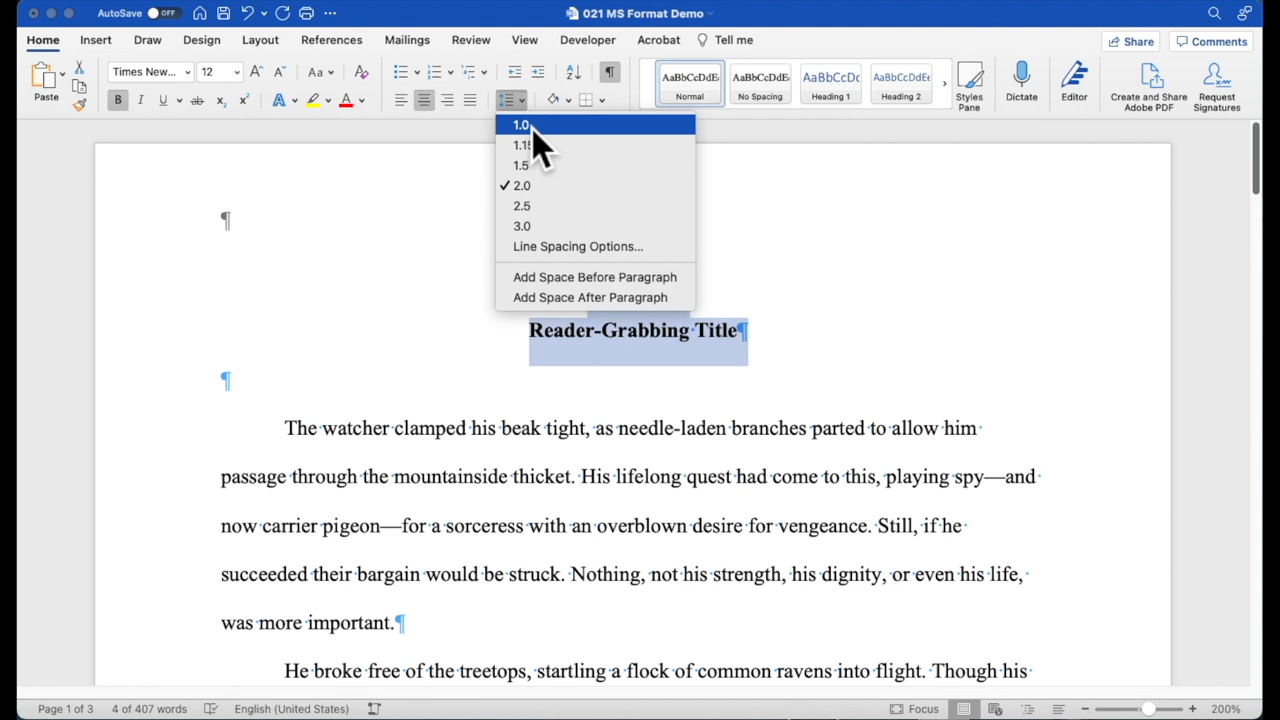 AutoSave OFF
021 MS Format Demo
Home Insert Draw Design Layout References Mailings Review View Developer Acrobat Tell me
Share Comments
Paste
Times New... 12
Aa
AaBbCcDdE
Normal
AaBbCcDdE
No Spacing
AaBbCcDc
Heading 1
AaBbCcDdEe
Heading 2
Styles
Pane
Dictate
Editor
Create and Share
Adobe PDF
Request
Signatures
1.0
1.15
1.5
2.0
2.5
3.0
Line Spacing Options...
Add Space Before Paragraph
Add Space After Paragraph
Reader-Grabbing Title¶
The watcher clamped his beak tight, as needle-laden branches parted to allow him
passage through the mountainside thicket. His lifelong quest had come to this, playing spy—and
now carrier pigeon—for a sorceress with an overblown desire for vengeance. Still, if he
succeeded their bargain would be struck. Nothing, not his strength, his dignity, or even his life,
was more important.¶
He broke free of the treetops, startling a flock of common ravens into flight. Though his
Page 1 of 3 4 of 407 words English (United States) Focus 200%